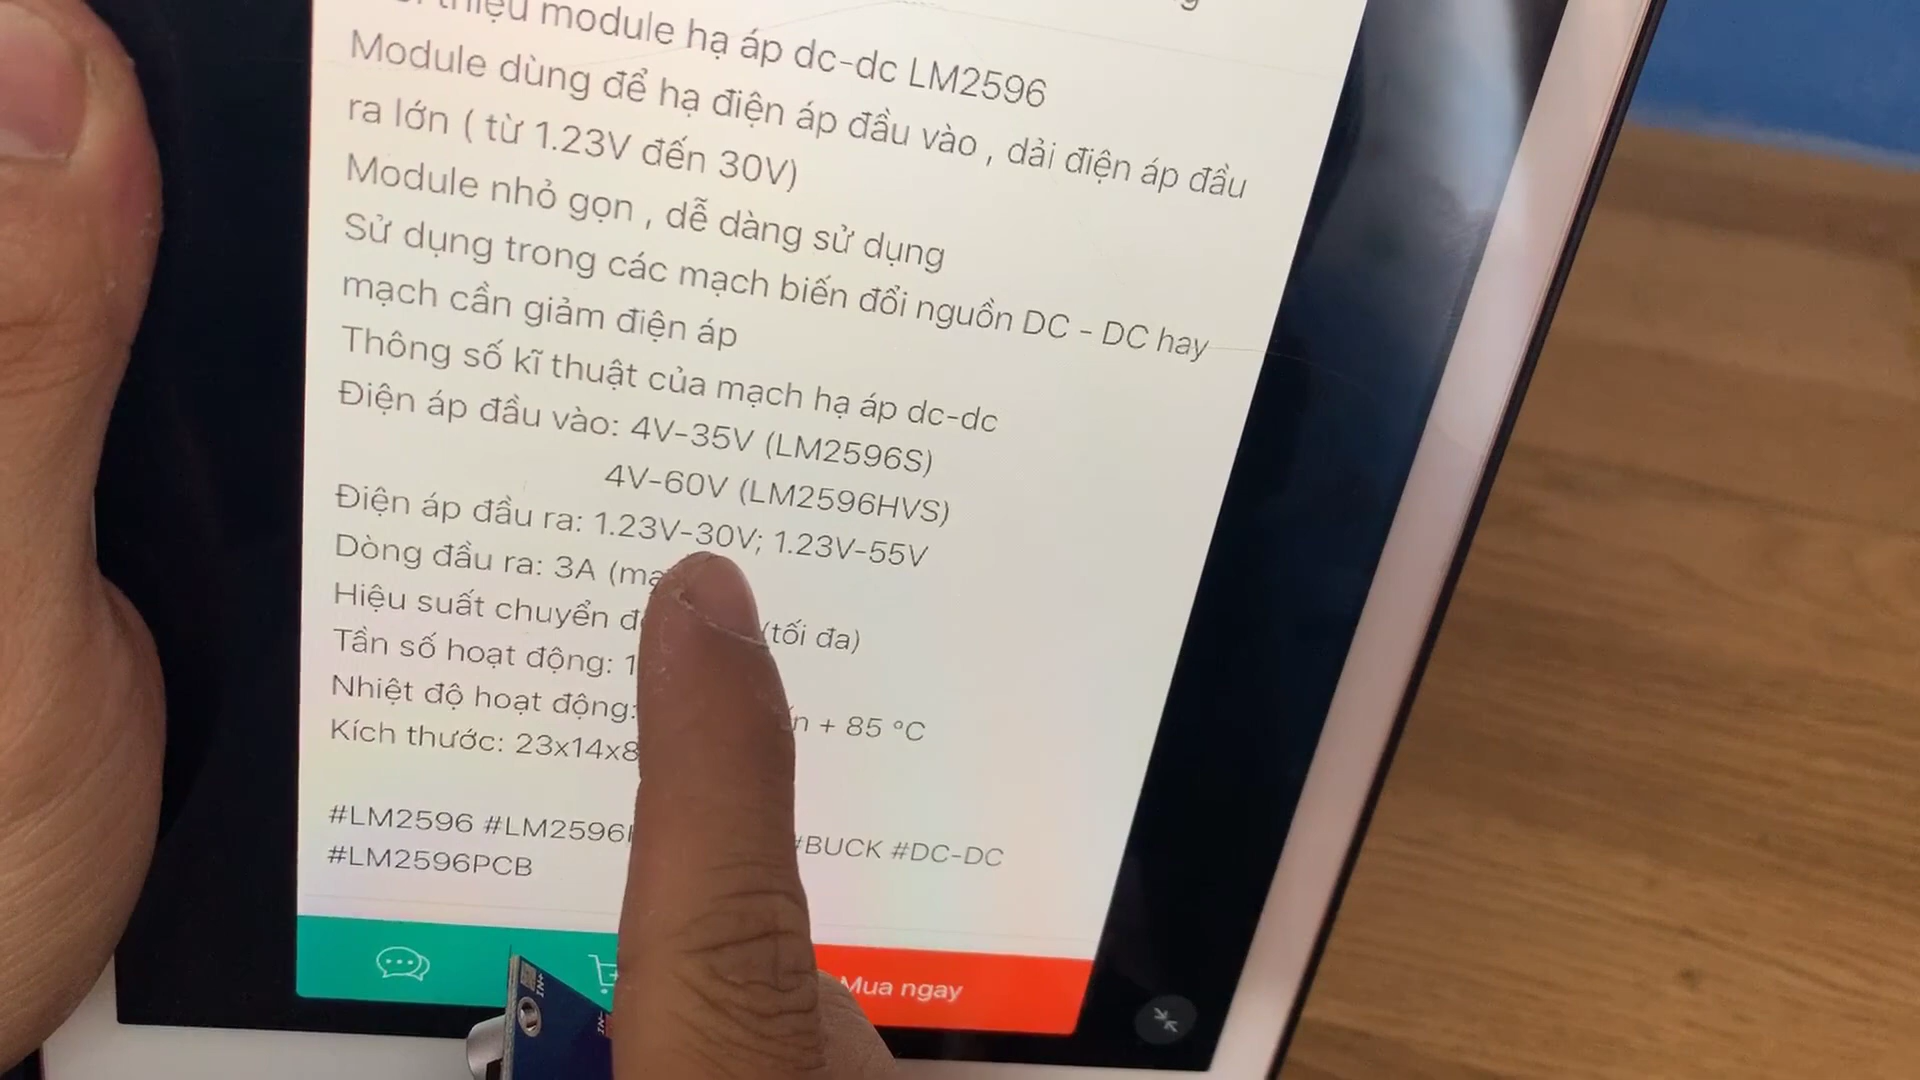 thiệu module hạ áp dc-dc LM2596
Module dùng để hạ điện áp đầu vào , dải điện áp đầu
ra lớn ( từ 1.23V đến 30V)
Module nhỏ gọn , dễ dàng sử dụng
Sử dụng trong các mạch biến đổi nguồn DC - DC hay
mạch cần giảm điện áp
Thông số kĩ thuật của mạch hạ áp dc-dc
Điện áp đầu vào: 4V-35V (LM2596S)
4V-60V (LM2596HVS)
Điện áp đầu ra: 1.23V-30V; 1.23V-55V
Dòng đầu ra: 3A
Hiệu suất chuyển (tối đa)
Tần số hoạt động:
Nhiệt độ hoạt động: + 85 °C
Kích thước: 23x14x8
#LM2596 #BUCK #DC-DC
#LM2596PCB
Mua ngay
IN+
IN-